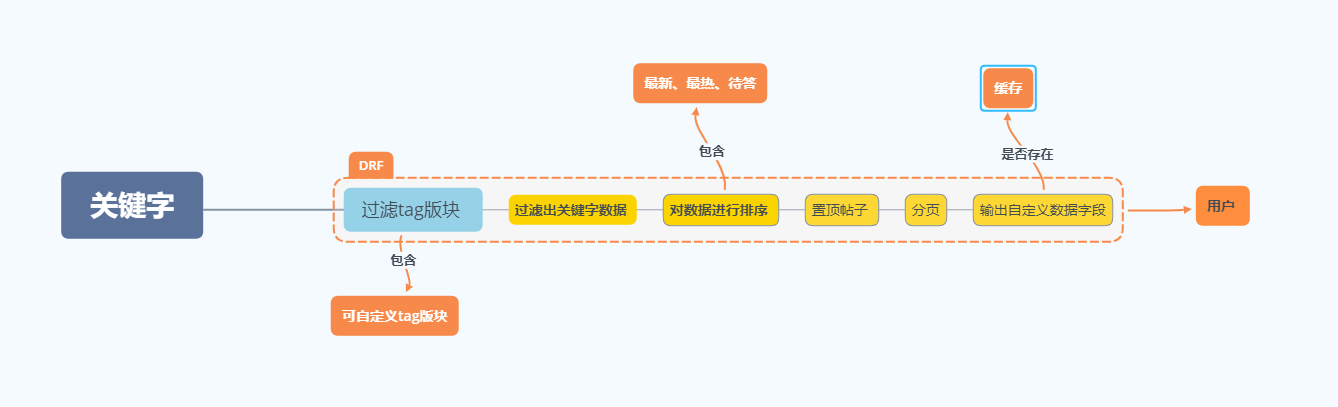 最新、最热、待答
缓存
包含
是否存在
DRF
关键字
过滤tag版块
过滤出关键字数据
对数据进行排序
置顶帖子
分页
输出自定义数据字段
用户
包含
可自定义tag版块